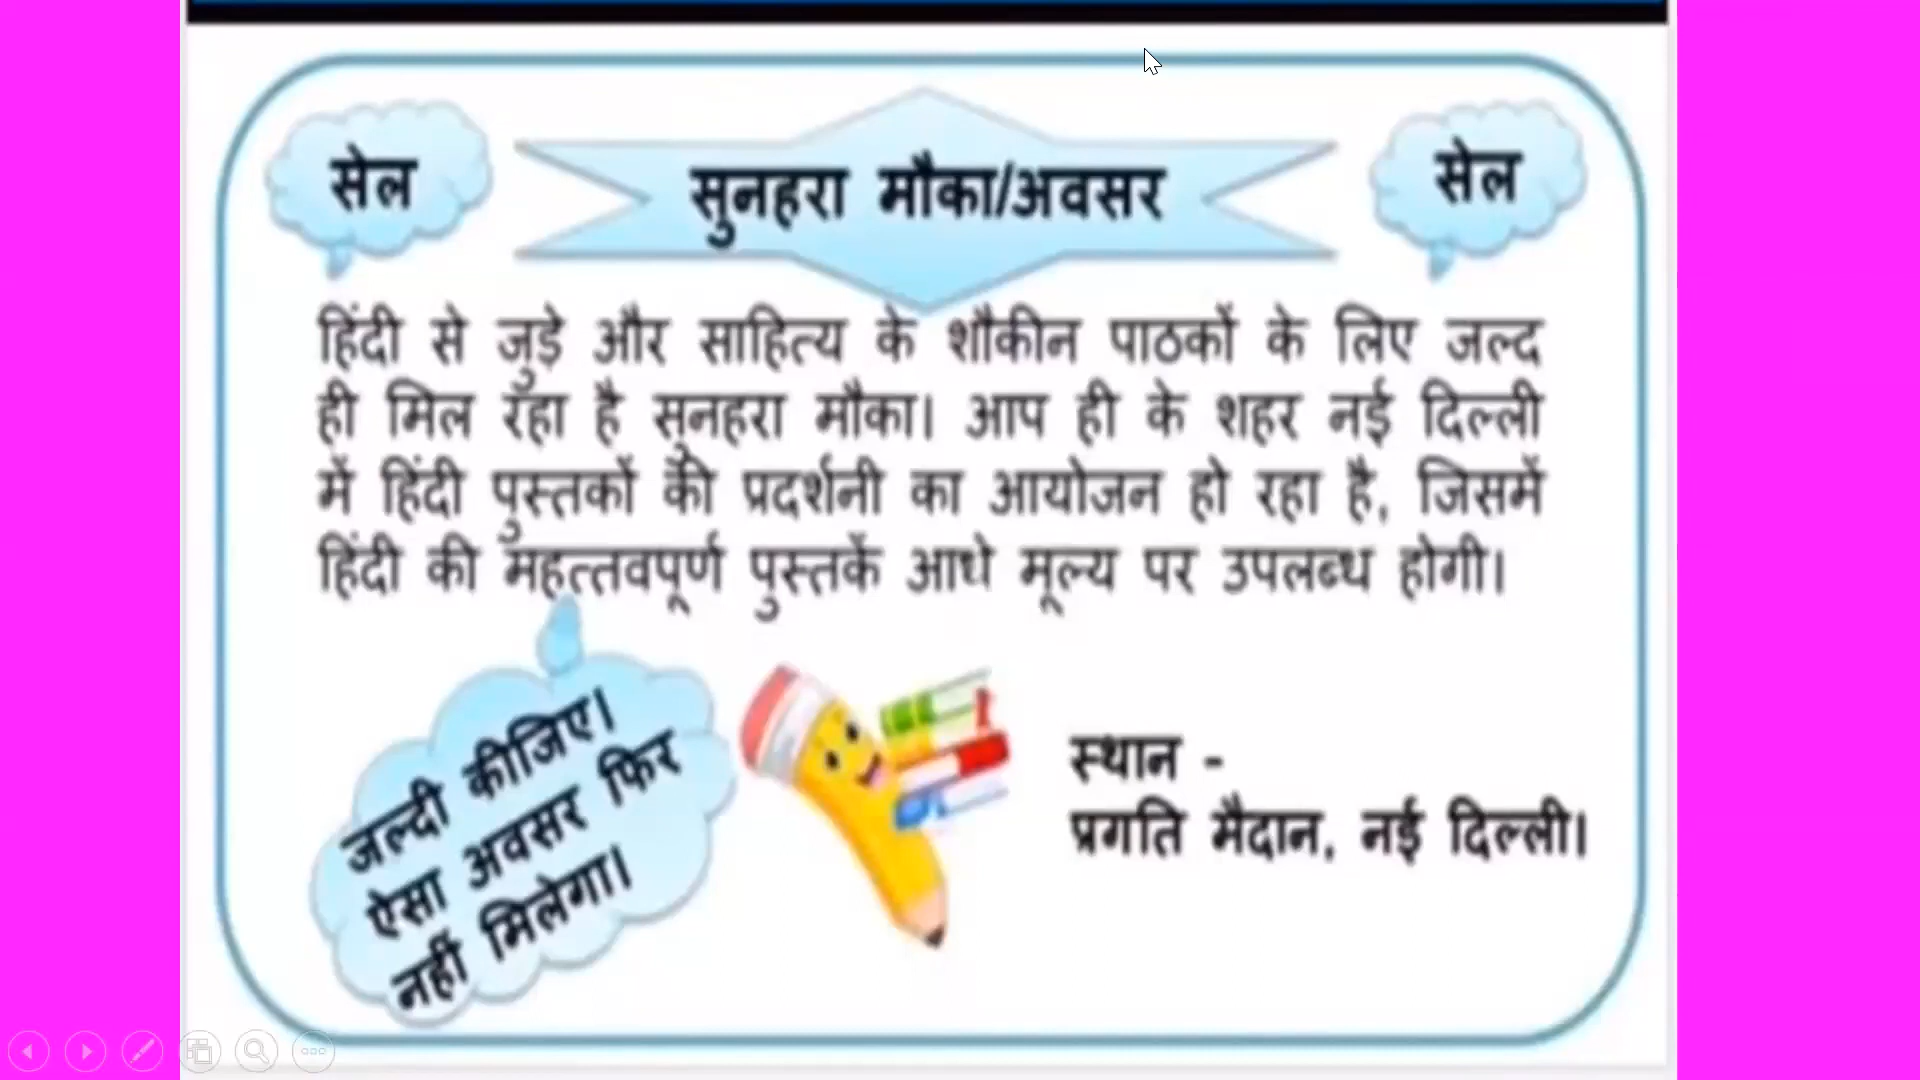 सेल
सुनहरा मौका/अवसर
सेल
हिंदी से जुड़े और साहित्य के शौकीन पाठकों के लिए जल्द
ही मिल रहा है सुनहरा मौका। आप ही के शहर नई दिल्ली
में हिंदी पुस्तकों की प्रदर्शनी का आयोजन हो रहा है, जिसमें
हिंदी की महत्तवपूर्ण पुस्तकें आधे मूल्य पर उपलब्ध होगी।
जल्दी कीजिए।
ऐसा अवसर फिर
नहीं मिलेगा।
स्थान -
प्रगति मैदान, नई दिल्ली।